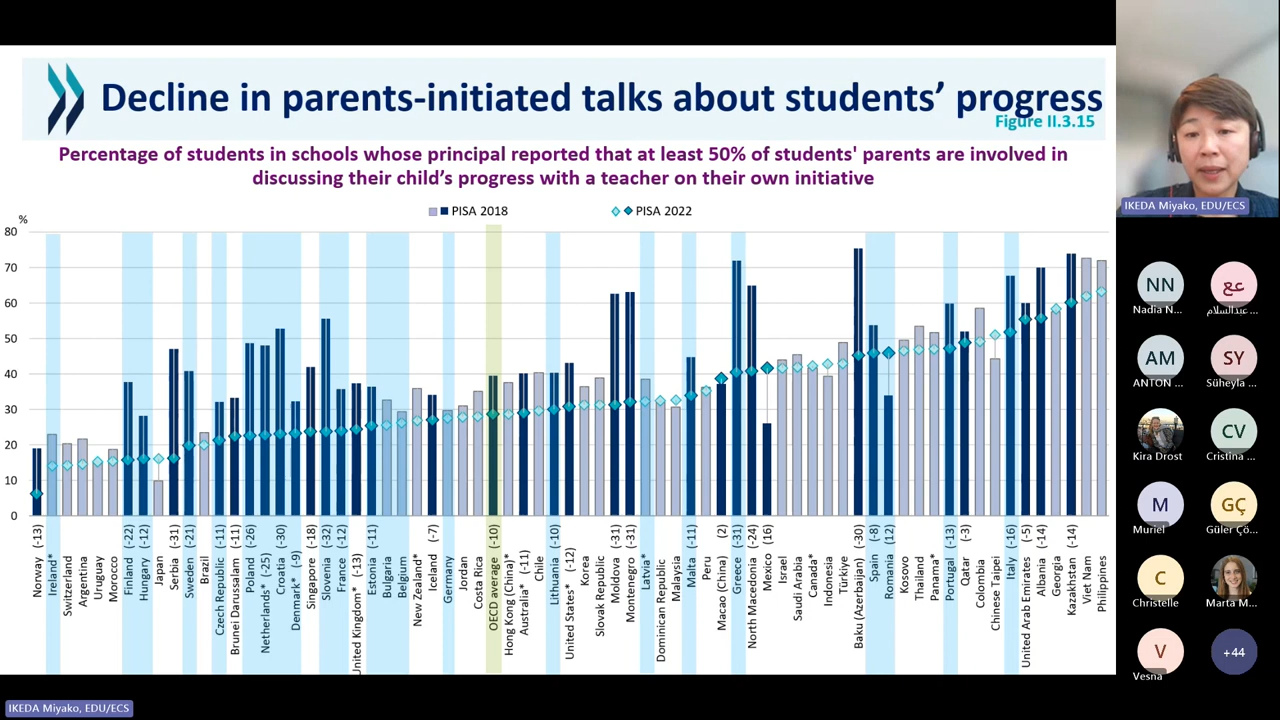 Decline in parents-initiated talks about students' progress
Figure II.3.15
Percentage of students in schools whose principal reported that at least 50% of students' parents are involved in
discussing their child's progress with a teacher on their own initiative
%
PISA 2018
PISA 2022
80
70
60
50
40
30
20
10
0
Norway (-13)
Ireland*
Switzerland
Argentina
Uruguay
Morocco
Finland (-22)
Hungary (-12)
Japan
Serbia (-31)
Sweden (-21)
Brazil
Czech Republic (-11)
Brunei Darussalam (-11)
Poland (-26)
Netherlands* (-25)
Croatia (-30)
Denmark* (-9)
Singapore (-18)
Slovenia (-32)
France (-12)
United Kingdom* (-13)
Estonia (-11)
Bulgaria
Belgium
New Zealand*
Iceland (-7)
Germany
Jordan
Costa Rica
OECD average (-10)
Hong Kong (China)*
Australia* (-11)
Chile
Lithuania (-10)
United States* (-12)
Korea
Slovak Republic
Moldova (-31)
Montenegro (-31)
Latvia*
Dominican Republic
Malaysia
Malta (-11)
Peru
Macao (China) (2)
Greece (-31)
North Macedonia (-24)
Mexico (16)
Israel
Saudi Arabia
Canada*
Indonesia
Türkiye
Baku (Azerbaijan) (-30)
Spain (-8)
Romania (12)
Kosovo
Thailand
Panama*
Portugal (-13)
Qatar (-3)
Colombia
Chinese Taipei
Italy (-16)
United Arab Emirates (-5)
Albania (-14)
Georgia
Kazakhstan (-14)
Viet Nam
Philippines
IKEDA Miyako, EDU/ECS
NN
Nadia N...
عع
عبدالسلام ...
AM
ANTON ...
SY
Süheyla ...
Kira Drost
CV
Cristina ...
M
Muriel
GÇ
Güler Çö...
C
Christelle
Marta M...
V
Vesna
+44
IKEDA Miyako, EDU/ECS